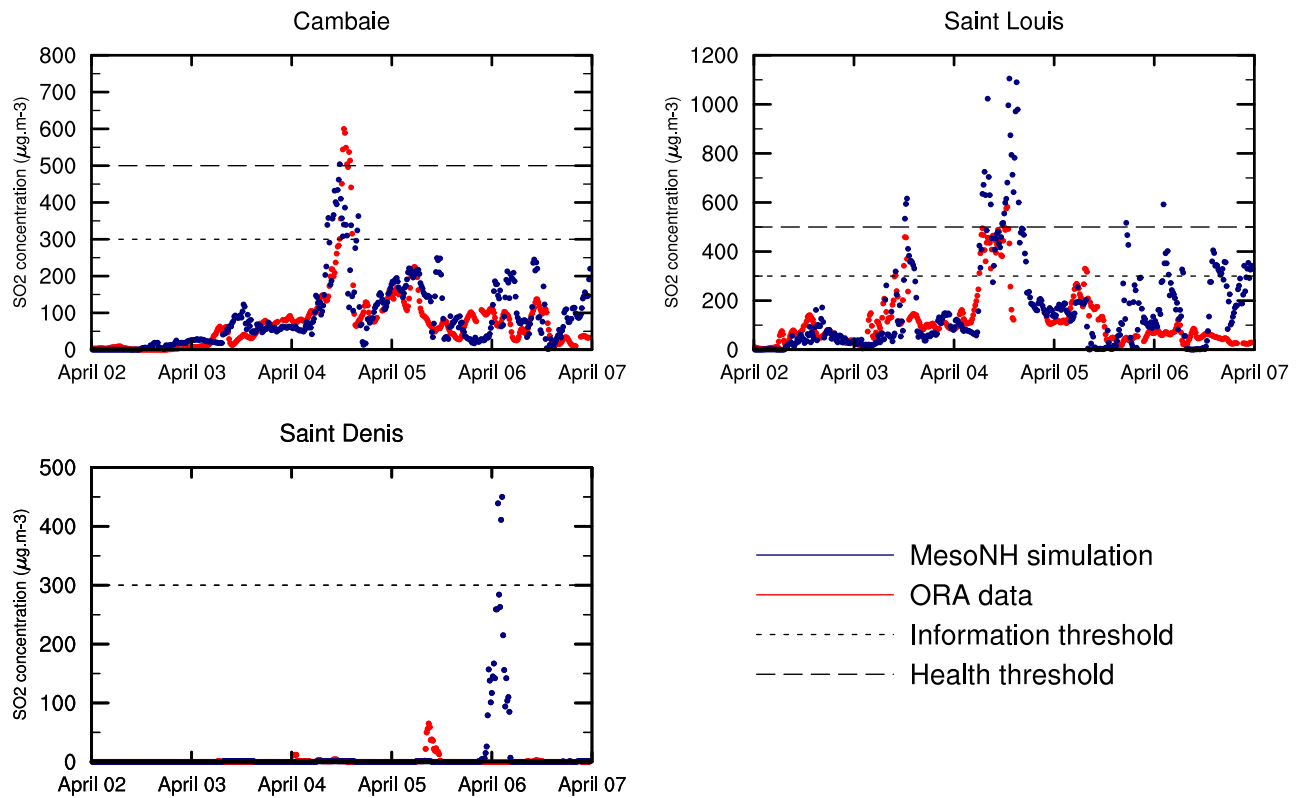 Cambaie
SO2 concentration (µg.m-3)
800
700
600
500
400
300
200
100
0
April 02 April 03 April 04 April 05 April 06 April 07
Saint Louis
SO2 concentration (µg.m-3)
1200
1000
800
600
400
200
0
April 02 April 03 April 04 April 05 April 06 April 07
Saint Denis
SO2 concentration (µg.m-3)
500
400
300
200
100
0
April 02 April 03 April 04 April 05 April 06 April 07
MesoNH simulation
ORA data
Information threshold
Health threshold